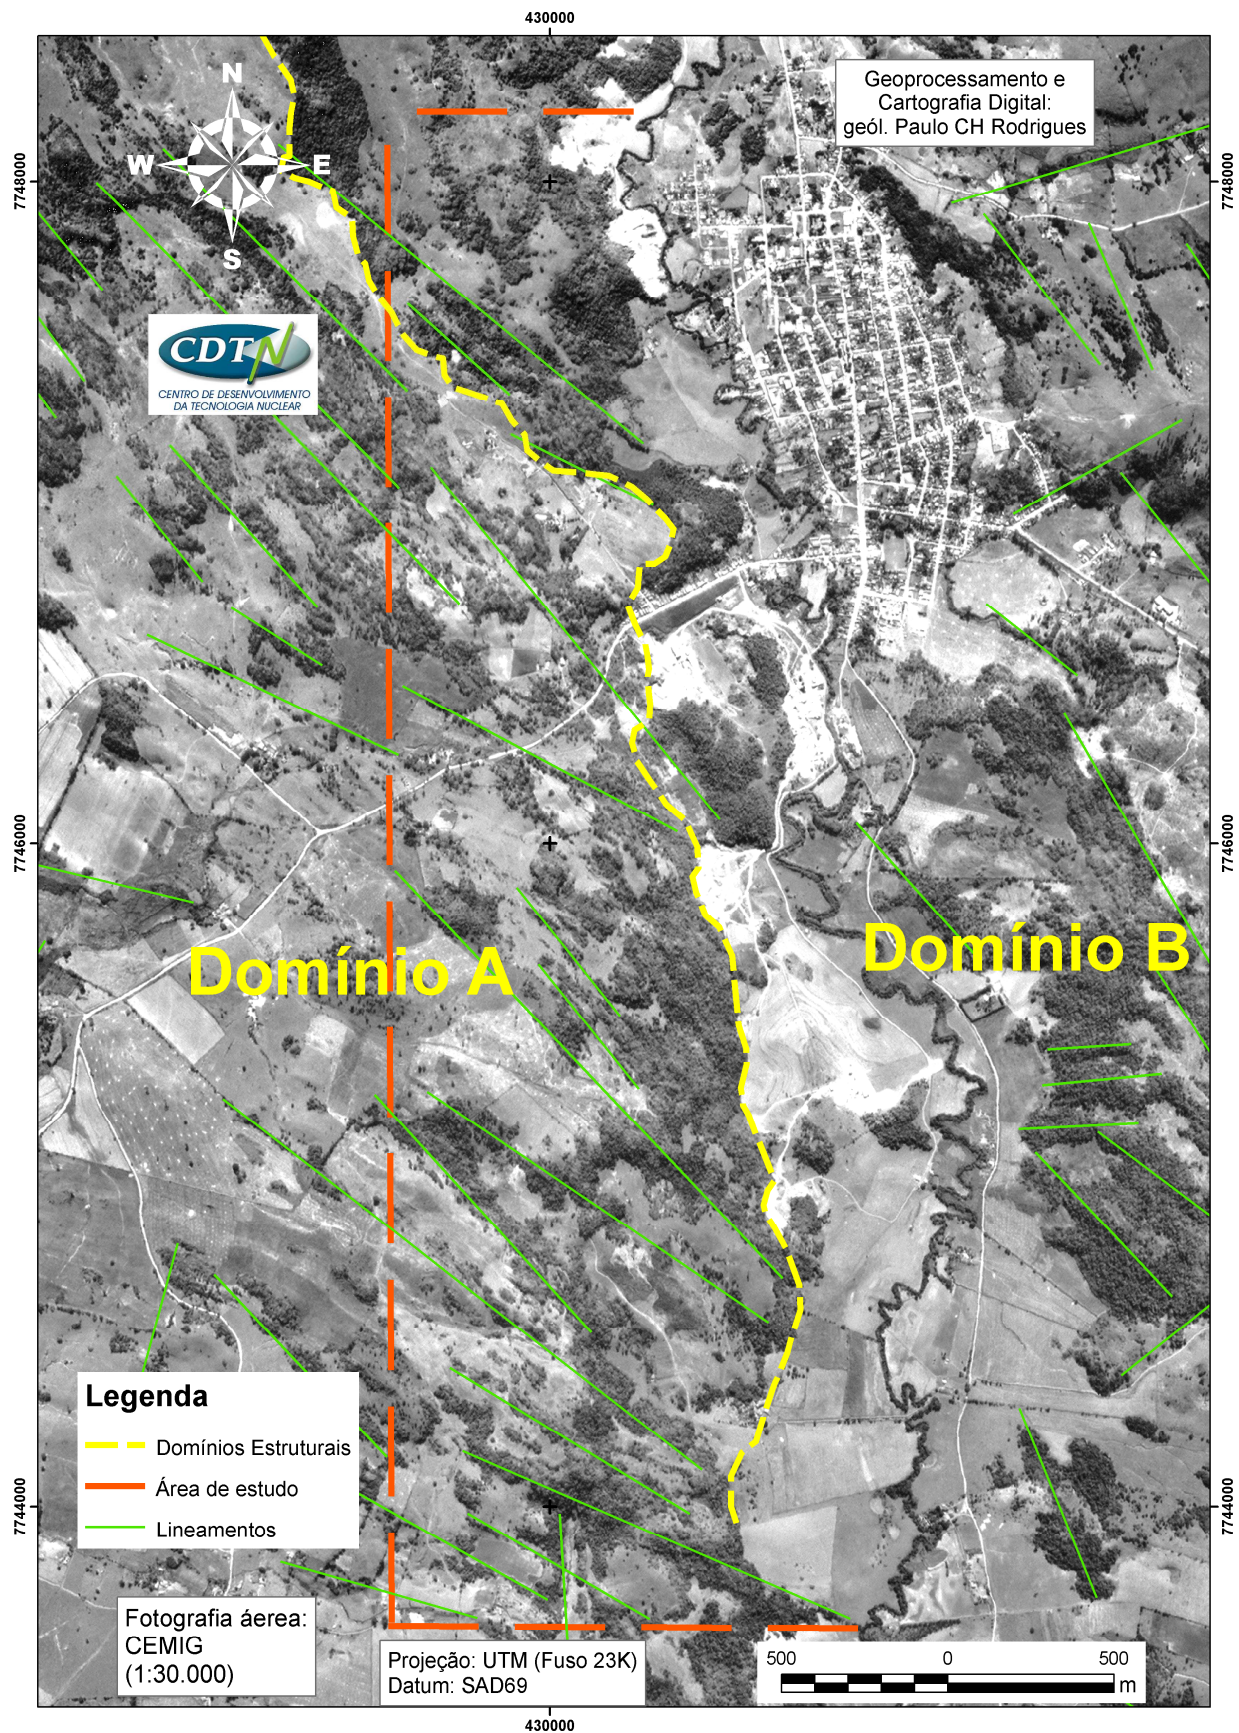 430000
Geoprocessamento e
Cartografia Digital:
geól. Paulo CH Rodrigues
N
W E
S
7748000
7748000
CDTN
CENTRO DE DESENVOLVIMENTO
DA TECNOLOGIA NUCLEAR
7746000
7746000
Domínio A
Domínio B
Legenda
Domínios Estruturais
Área de estudo
Lineamentos
7744000
7744000
Fotografia áerea:
CEMIG
(1:30.000)
Projeção: UTM (Fuso 23K)
Datum: SAD69
500 0 500
m
430000